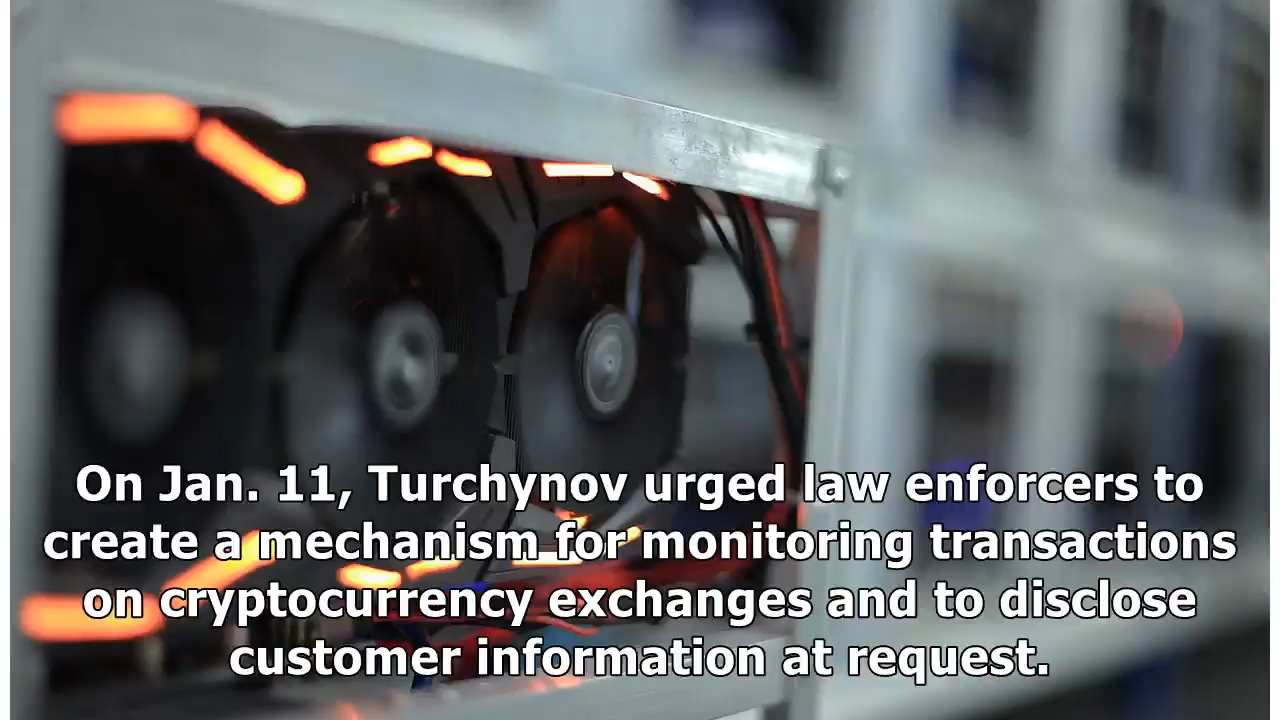 On Jan. 11, Turchynov urged law enforcers to
create a mechanism for monitoring transactions
on cryptocurrency exchanges and to disclose
customer information at request.